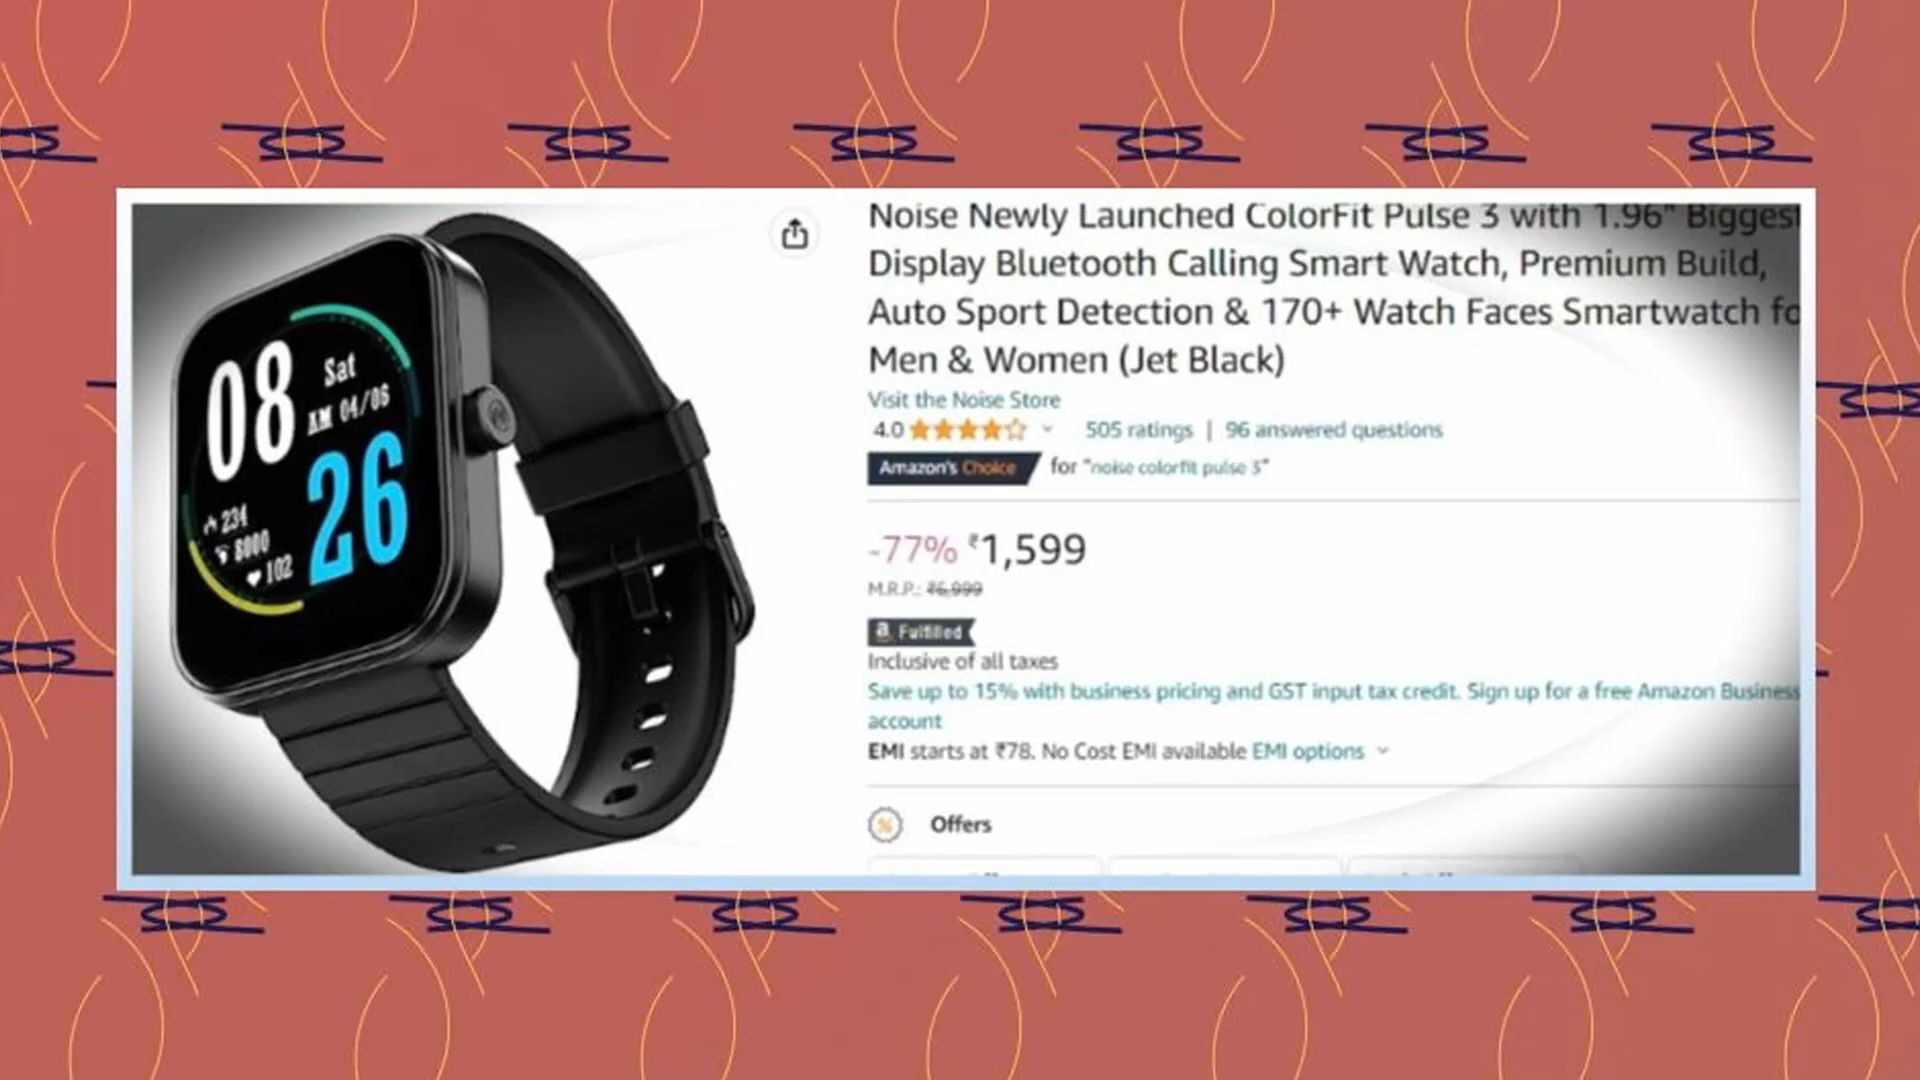 08
Sat
AM 04/06
26
234
8000
102
Noise Newly Launched ColorFit Pulse 3 with 1.96" Biggest
Display Bluetooth Calling Smart Watch, Premium Build,
Auto Sport Detection & 170+ Watch Faces Smartwatch fo
Men & Women (Jet Black)
Visit the Noise Store
4.0 505 ratings | 96 answered questions
Amazon's Choice for "noise colorfit pulse 3"
-77% ₹1,599
M.R.P.: ₹6,999
a Fulfilled
Inclusive of all taxes
Save up to 15% with business pricing and GST input tax credit. Sign up for a free Amazon Business
account
EMI starts at ₹78. No Cost EMI available EMI options
% Offers